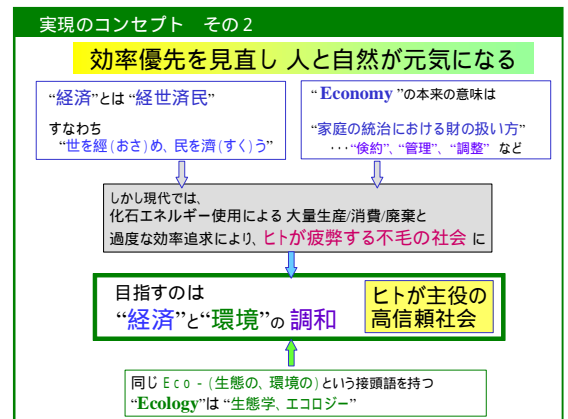 実現のコンセプト その2
効率優先を見直し 人と自然が元気になる
“経済”とは “経世済民”
すなわち
“世を經(おさ)め、民を濟(すく)う”
“Economy ”の本来の意味は
“家庭の統治における財の扱い方”
･･･“倹約”、“管理”、“調整” など
しかし現代では、
化石エネルギー使用による 大量生産/消費/廃棄と
過度な効率追求により、ヒトが疲弊する不毛の社会 に
目指すのは
“経済”と“環境”の 調和
ヒトが主役の
高信頼社会
同じ Eco - (生態の、環境の) という接頭語を持つ
“Ecology”は “生態学、エコロジー”